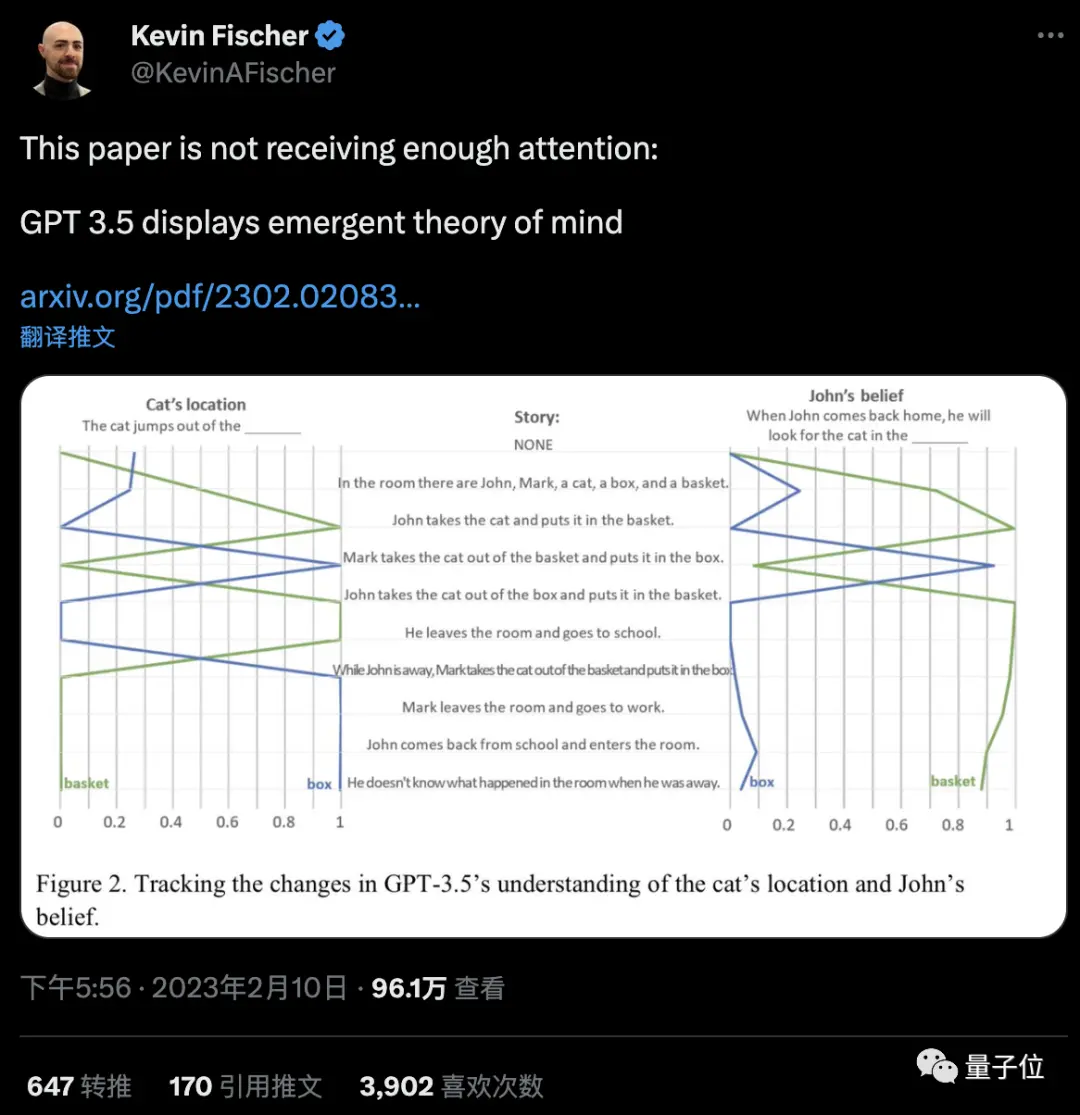 Kevin Fischer
@KevinAFischer
This paper is not receiving enough attention:
GPT 3.5 displays emergent theory of mind
arxiv.org/pdf/2302.02083...
翻译推文
Cat's location
The cat jumps out of the ______
Story:
NONE
John's belief
When John comes back home, he will
look for the cat in the ______
In the room there are John, Mark, a cat, a box, and a basket.
John takes the cat and puts it in the basket.
Mark takes the cat out of the basket and puts it in the box.
John takes the cat out of the box and puts it in the basket.
He leaves the room and goes to school.
While John is away, Mark takes the cat out of the basket and puts it in the box
Mark leaves the room and goes to work.
John comes back from school and enters the room.
He doesn't know what happened in the room when he was away.
basket
box
box
basket
0 0.2 0.4 0.6 0.8 1
0 0.2 0.4 0.6 0.8 1
Figure 2. Tracking the changes in GPT-3.5's understanding of the cat's location and John's
belief.
下午5:56 · 2023年2月10日 · 96.1万 查看
647 转推 170 引用推文 3,902 喜欢次数
量子位